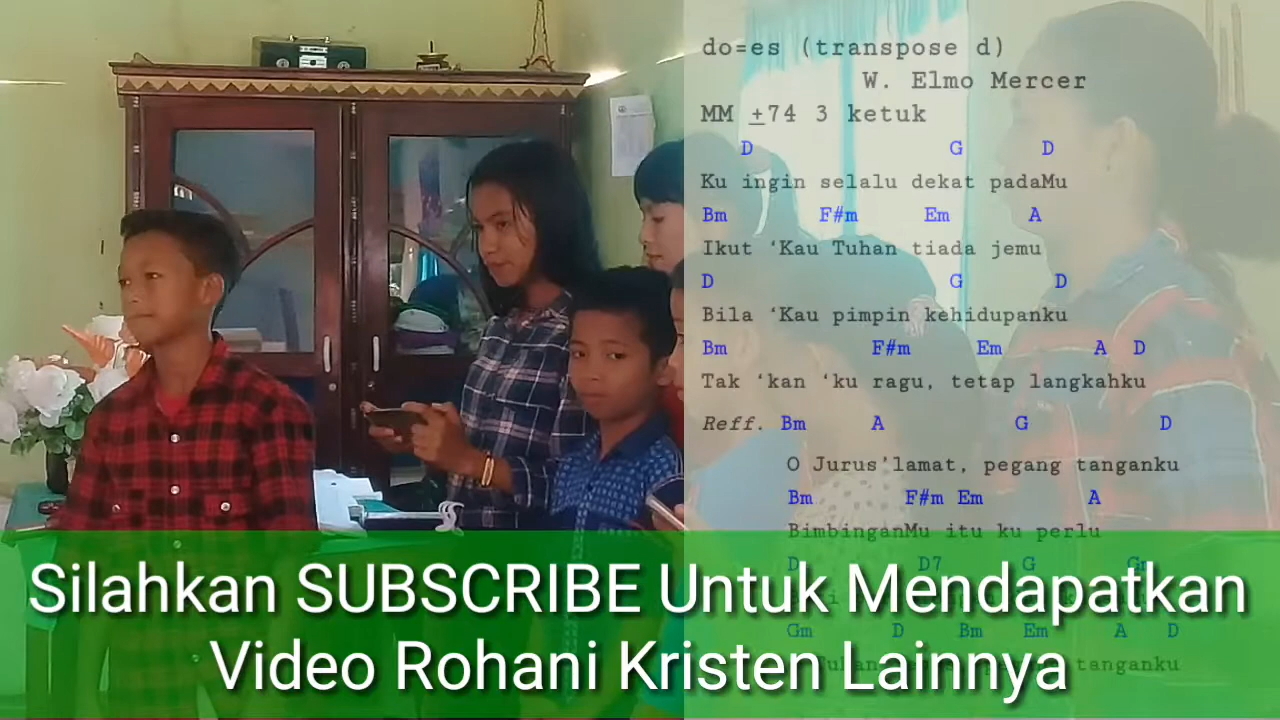 do=es (transpose d)
W. Elmo Mercer
MM ±74 3 ketuk
D G D
Ku ingin selalu dekat padaMu
Bm F#m Em A
Ikut ‘Kau Tuhan tiada jemu
D G D
Bila ‘Kau pimpin kehidupanku
Bm F#m Em A D
Tak ‘kan ‘ku ragu, tetap langkahku
Reff. Bm A G D
O Jurus’lamat, pegang tanganku
Bm F#m Em A
BimbinganMu itu ku perlu
D D7 G Gm
Gm D Bm Em A D
tanganku
Silahkan SUBSCRIBE Untuk Mendapatkan
Video Rohani Kristen Lainnya